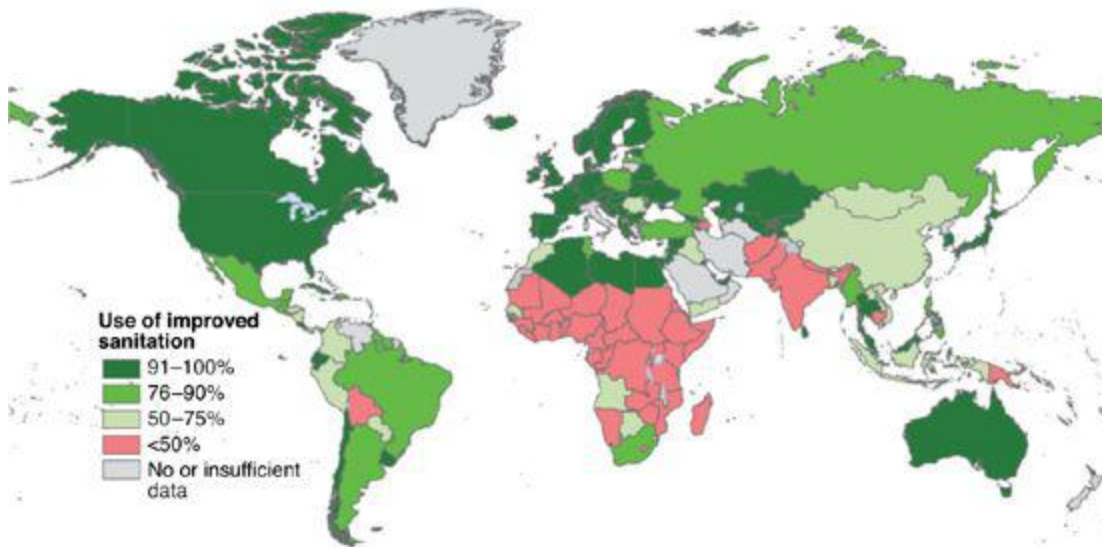 Use of improved
sanitation
91–100%
76–90%
50–75%
<50%
No or insufficient
data